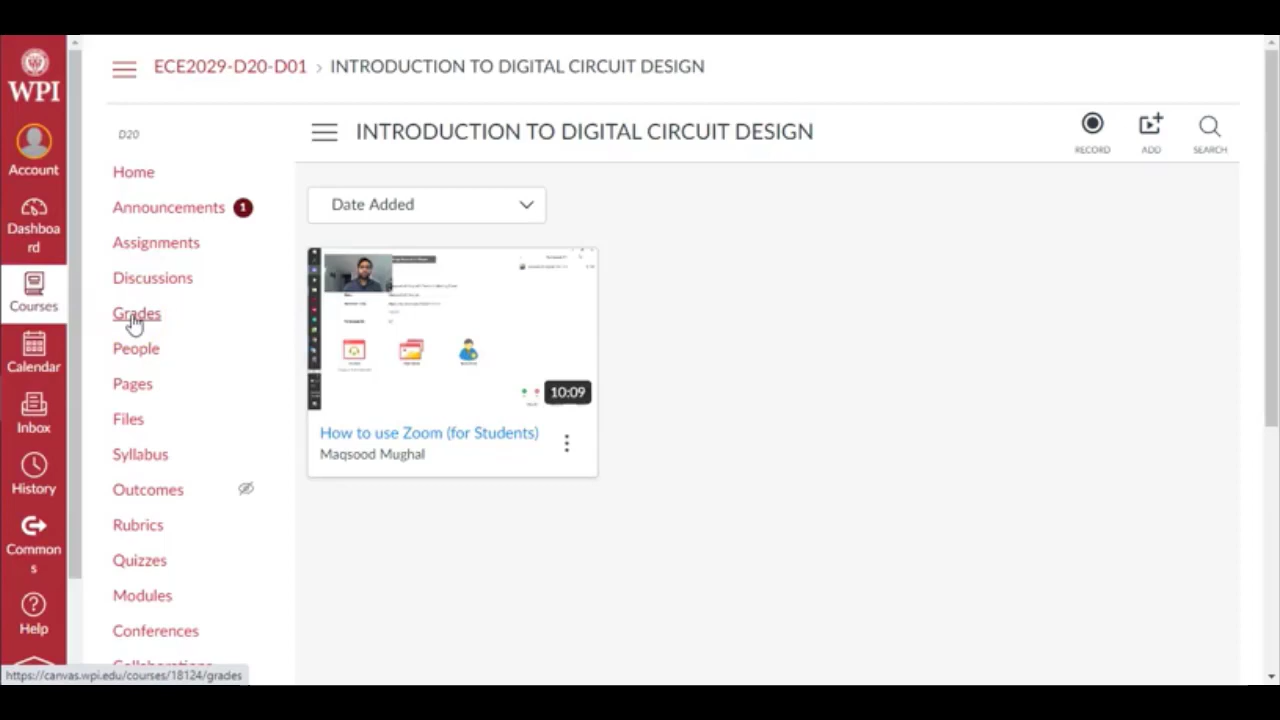 WPI
Account
Dashboa
rd
Courses
Calendar
Inbox
History
Common
s
Help
ECE2029-D20-D01 › INTRODUCTION TO DIGITAL CIRCUIT DESIGN
D20
Home
Announcements 1
Assignments
Discussions
Grades
People
Pages
Files
Syllabus
Outcomes
Rubrics
Quizzes
Modules
Conferences
Collaborations
https://canvas.wpi.edu/courses/18124/grades
INTRODUCTION TO DIGITAL CIRCUIT DESIGN
RECORD
ADD
SEARCH
Date Added
10:09
How to use Zoom (for Students)
Maqsood Mughal